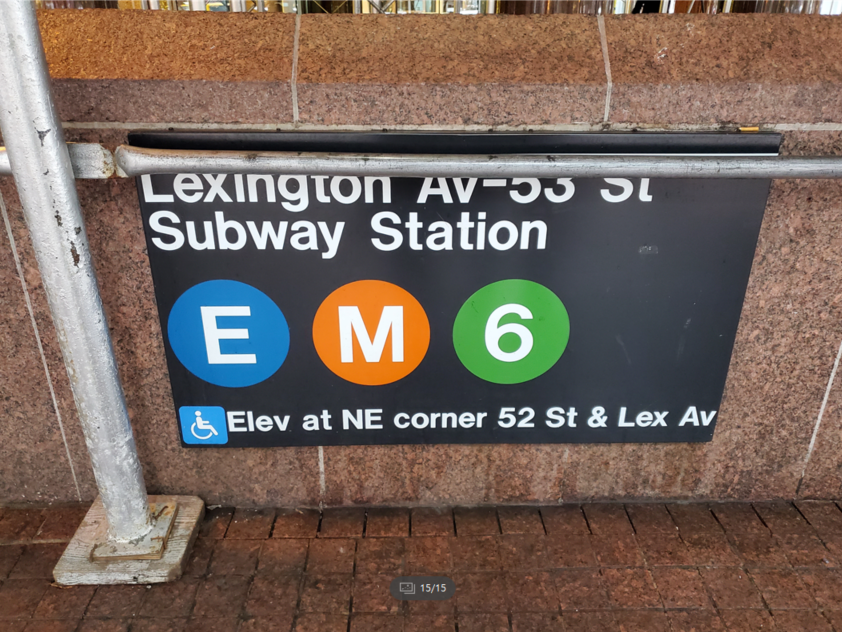 Lexington Av-53 St
Subway Station
E M 6
Elev at NE corner 52 St & Lex Av
15/15